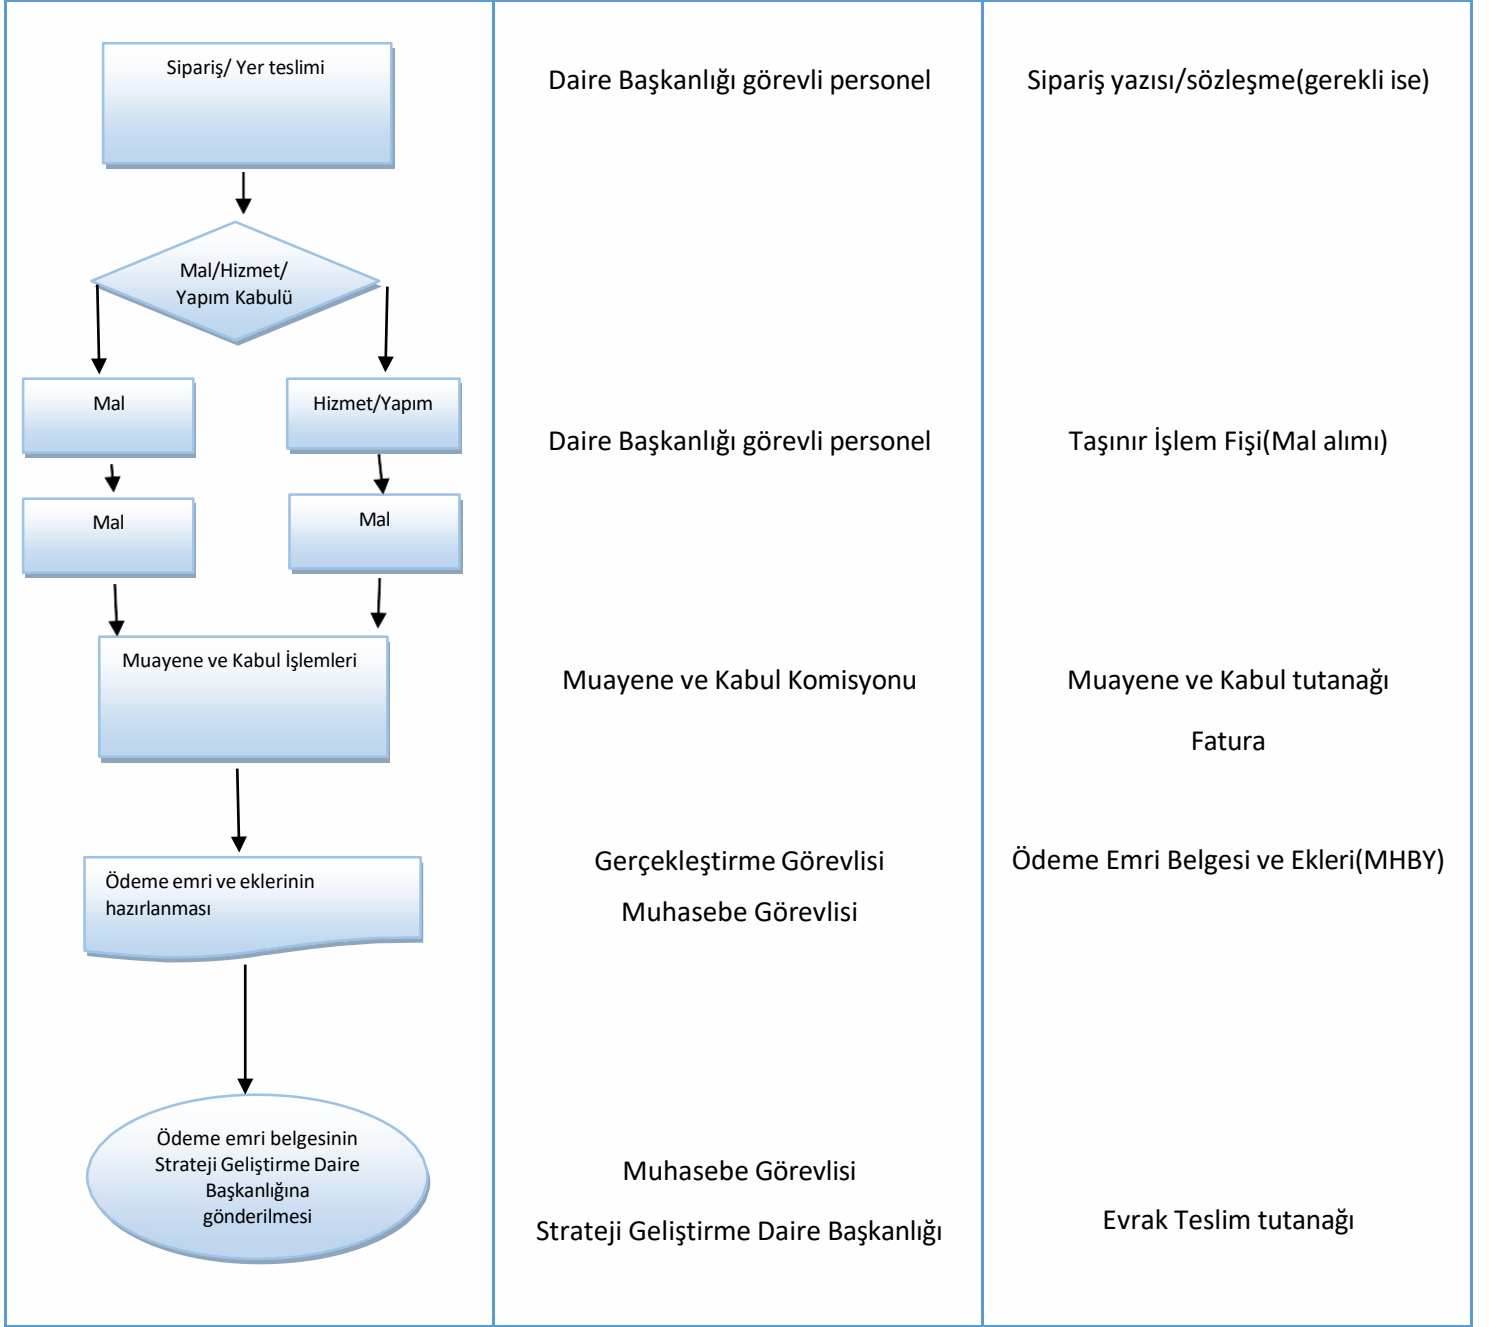 Sipariş/ Yer teslimi
Daire Başkanlığı görevli personel
Sipariş yazısı/sözleşme(gerekli ise)
Mal/Hizmet/
Yapım Kabulü
Mal
Hizmet/Yapım
Daire Başkanlığı görevli personel
Taşınır İşlem Fişi(Mal alımı)
Mal
Mal
Muayene ve Kabul İşlemleri
Muayene ve Kabul Komisyonu
Muayene ve Kabul tutanağı
Fatura
Ödeme emri ve eklerinin
hazırlanması
Gerçekleştirme Görevlisi
Muhasebe Görevlisi
Ödeme Emri Belgesi ve Ekleri(MHBY)
Ödeme emri belgesinin
Strateji Geliştirme Daire
Başkanlığına
gönderilmesi
Muhasebe Görevlisi
Strateji Geliştirme Daire Başkanlığı
Evrak Teslim tutanağı